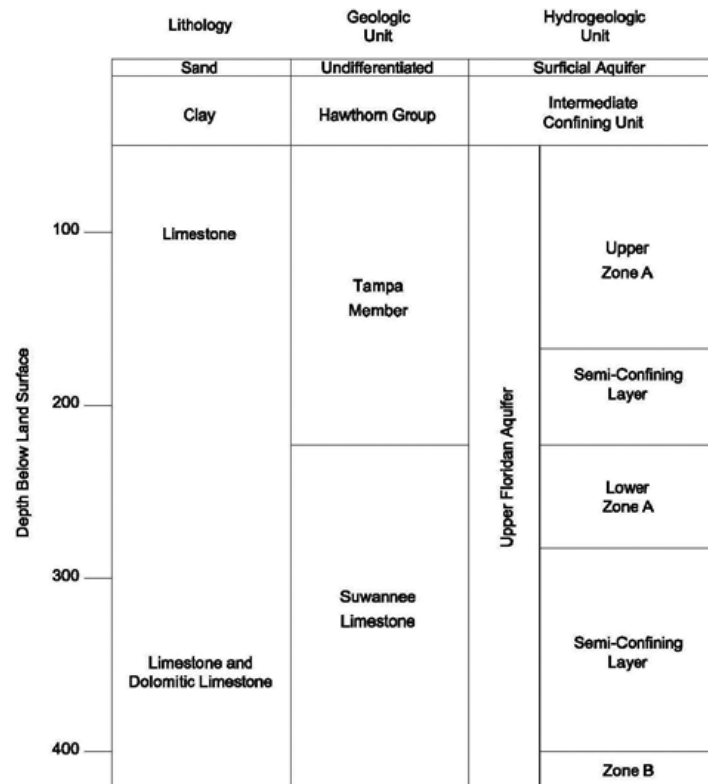 Lithology
Geologic
Unit
Hydrogeologic
Unit
Sand
Undifferentiated
Surficial Aquifer
Clay
Hawthorn Group
Intermediate
Confining Unit
Depth Below Land Surface
100
200
300
400
Limestone
Limestone and
Dolomitic Limestone
Tampa
Member
Suwannee
Limestone
Upper Floridan Aquifer
Upper
Zone A
Semi-Confining
Layer
Lower
Zone A
Semi-Confining
Layer
Zone B